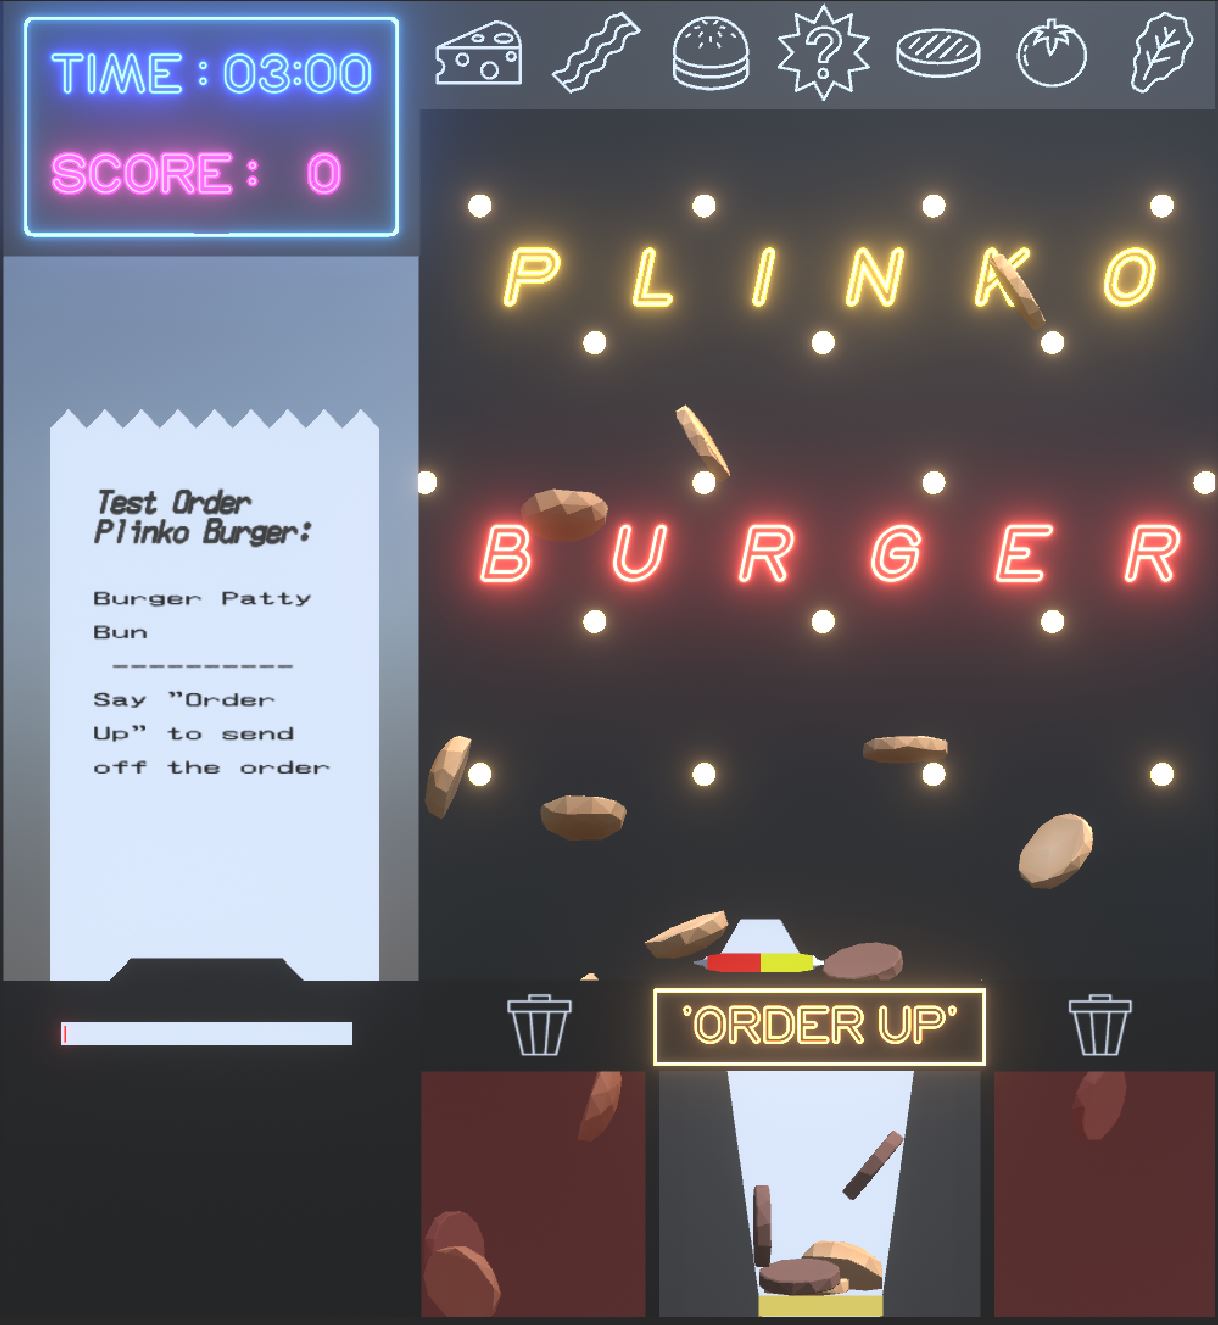 TIME : 03:00
SCORE : 0
?
PLINKO
BURGER
Test Order
Plinko Burger:
Burger Patty
Bun
----------
Say "Order
Up" to send
off the order
'ORDER UP'